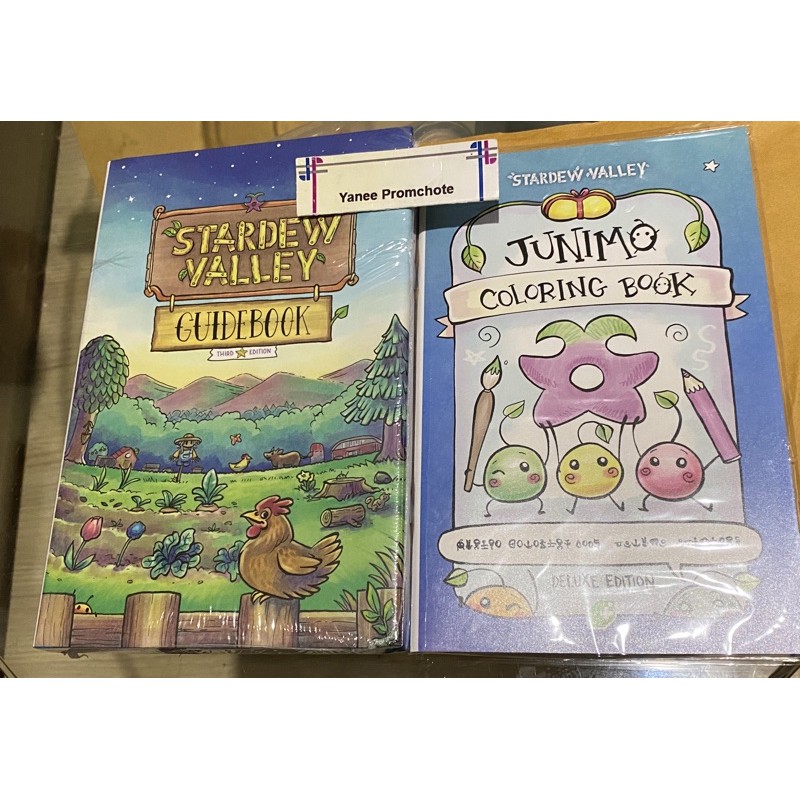 Yanee Promchote
STARDEW
VALLEY
GUIDEBOOK
THIRD EDITION
STARDEW VALLEY
JUNIMO
COLORING BOOK
DELUXE EDITION